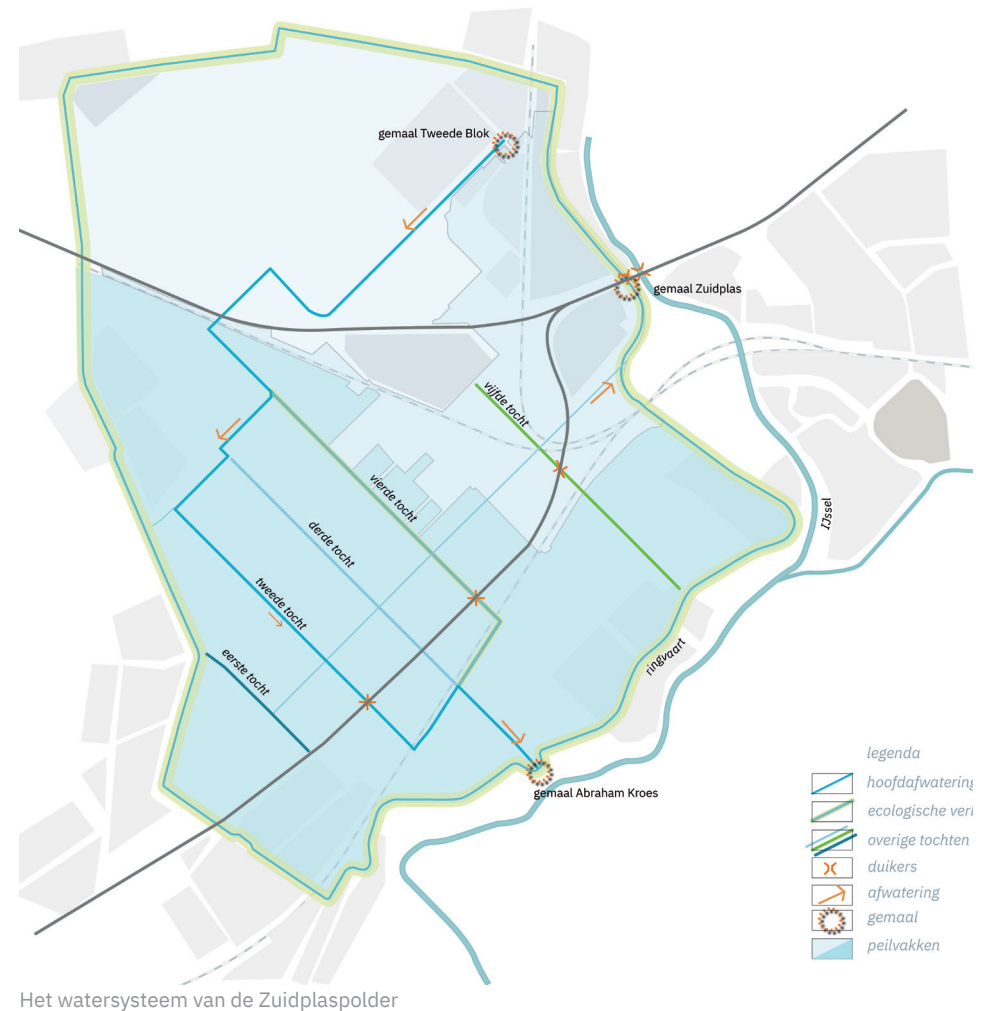 gemaal Tweede Blok
gemaal Zuidplas
vijfde tocht
vierde tocht
IJssel
derde tocht
tweede tocht
ringvaart
eerste tocht
legenda
hoofdafwatering
ecologische ver
overige tochten
duikers
afwatering
gemaal
peilvakken
gemaal Abraham Kroes
Het watersysteem van de Zuidplaspolder